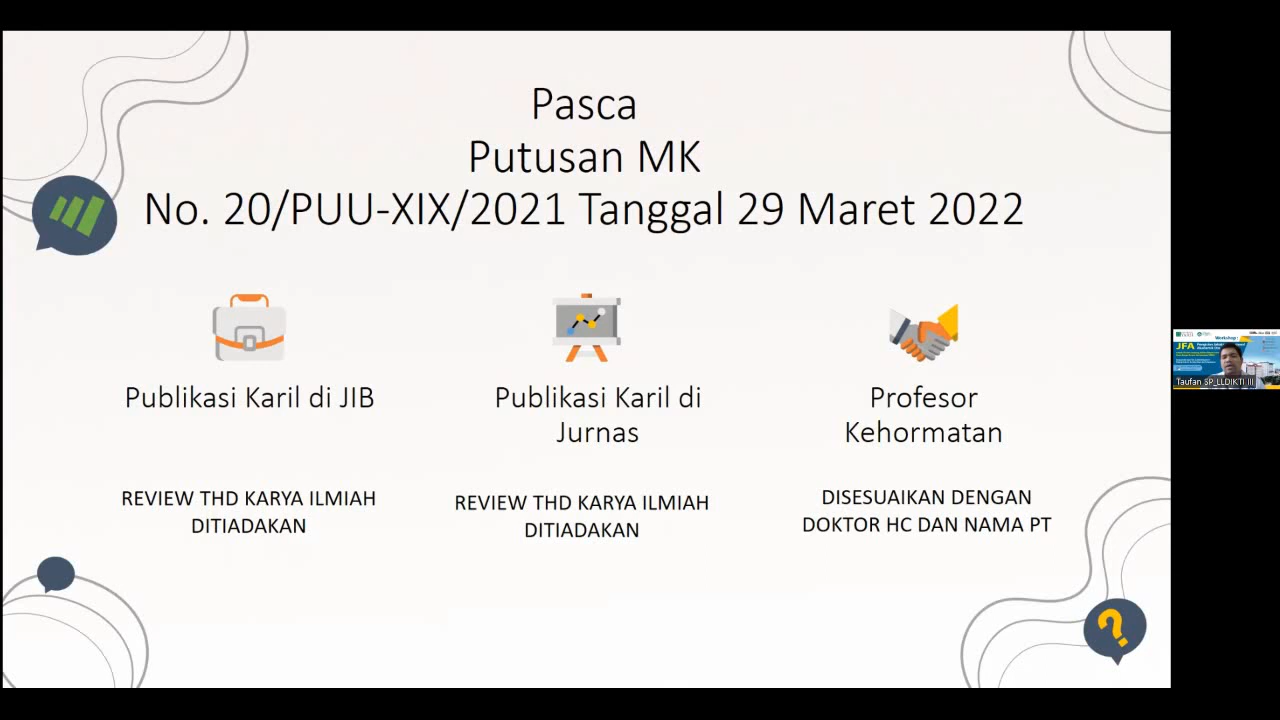 Pasca
Putusan MK
No. 20/PUU-XIX/2021 Tanggal 29 Maret 2022
Publikasi Karil di JIB
REVIEW THD KARYA ILMIAH
DITIADAKAN
Publikasi Karil di
Jurnas
REVIEW THD KARYA ILMIAH
DITIADAKAN
Profesor
Kehormatan
DISESUAIKAN DENGAN
DOKTOR HC DAN NAMA PT
Workshop
JFA
Taufan SP_LLDIKTI III